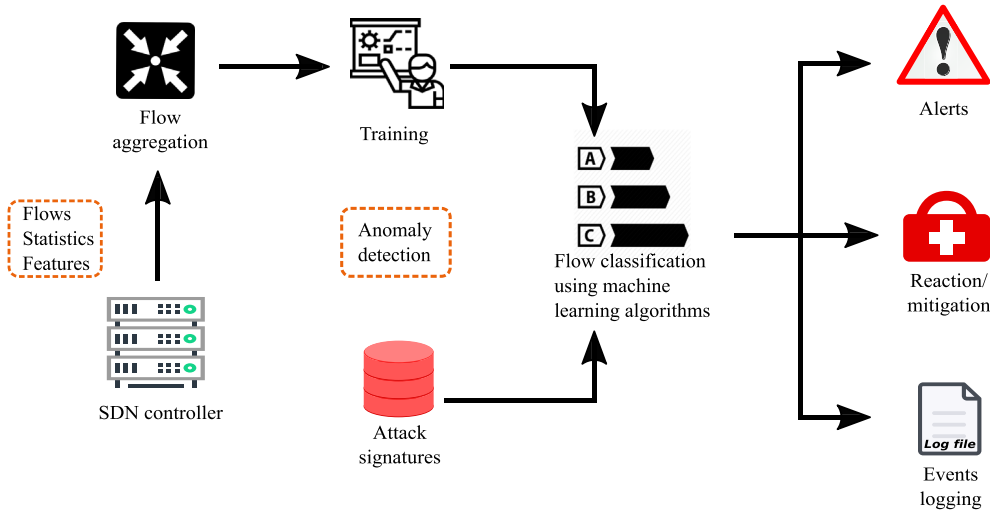 Flow
aggregation
Training
Flows
Statistics
Features
Anomaly
detection
SDN controller
Attack
signatures
A
B
C
Flow classification
using machine
learning algorithms
Alerts
Reaction/
mitigation
Log file
Events
logging